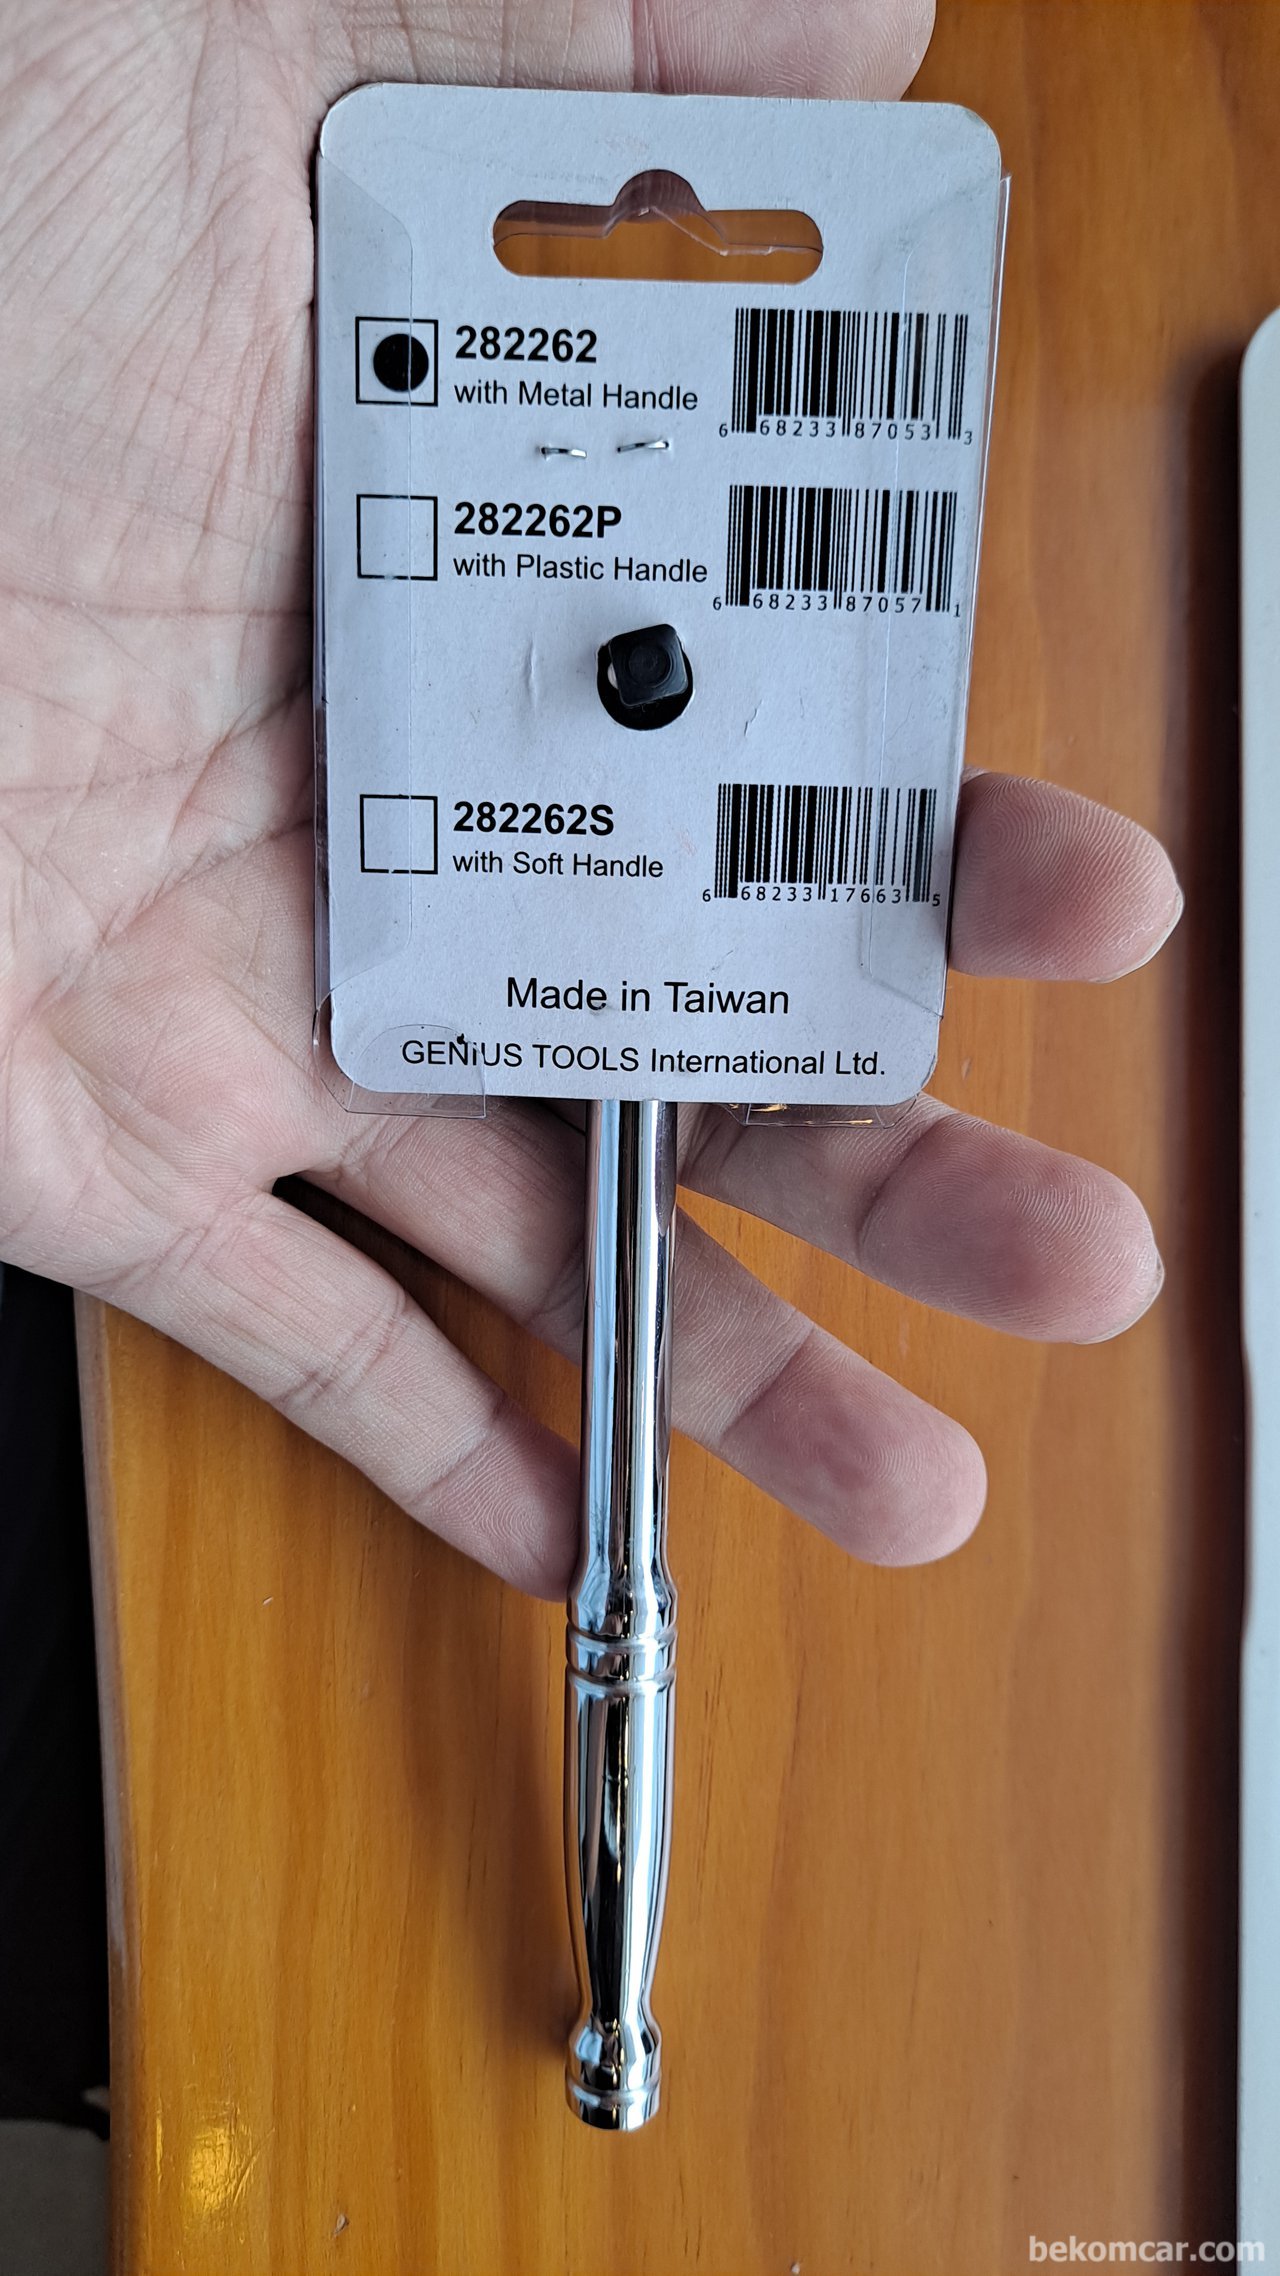 282262
with Metal Handle
6 68233 87053 3
282262P
with Plastic Handle
6 68233 87057 1
282262S
with Soft Handle
6 68233 17663 5
Made in Taiwan
GENiUS TOOLS International Ltd.
bekomcar.com